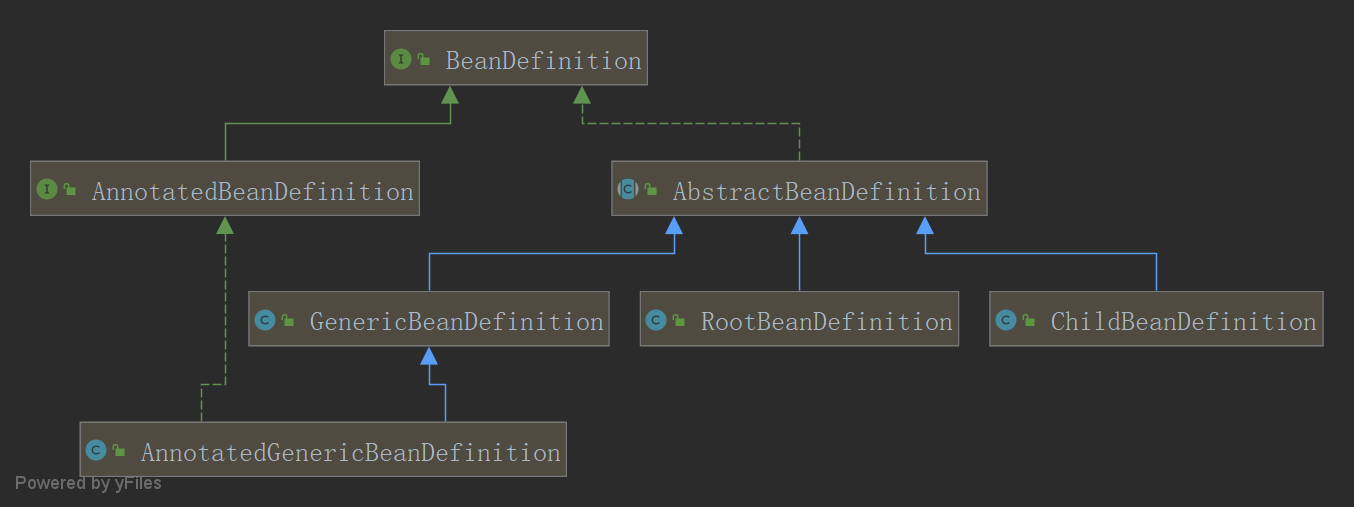 BeanDefinition
AnnotatedBeanDefinition
AbstractBeanDefinition
GenericBeanDefinition
RootBeanDefinition
ChildBeanDefinition
AnnotatedGenericBeanDefinition
Powered by yFiles